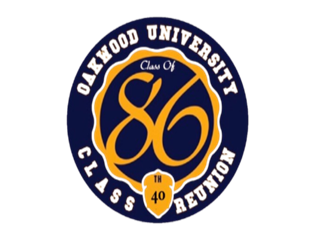 OAKWOOD UNIVERSITY
Class Of
86
TH
40
CLASS REUNION